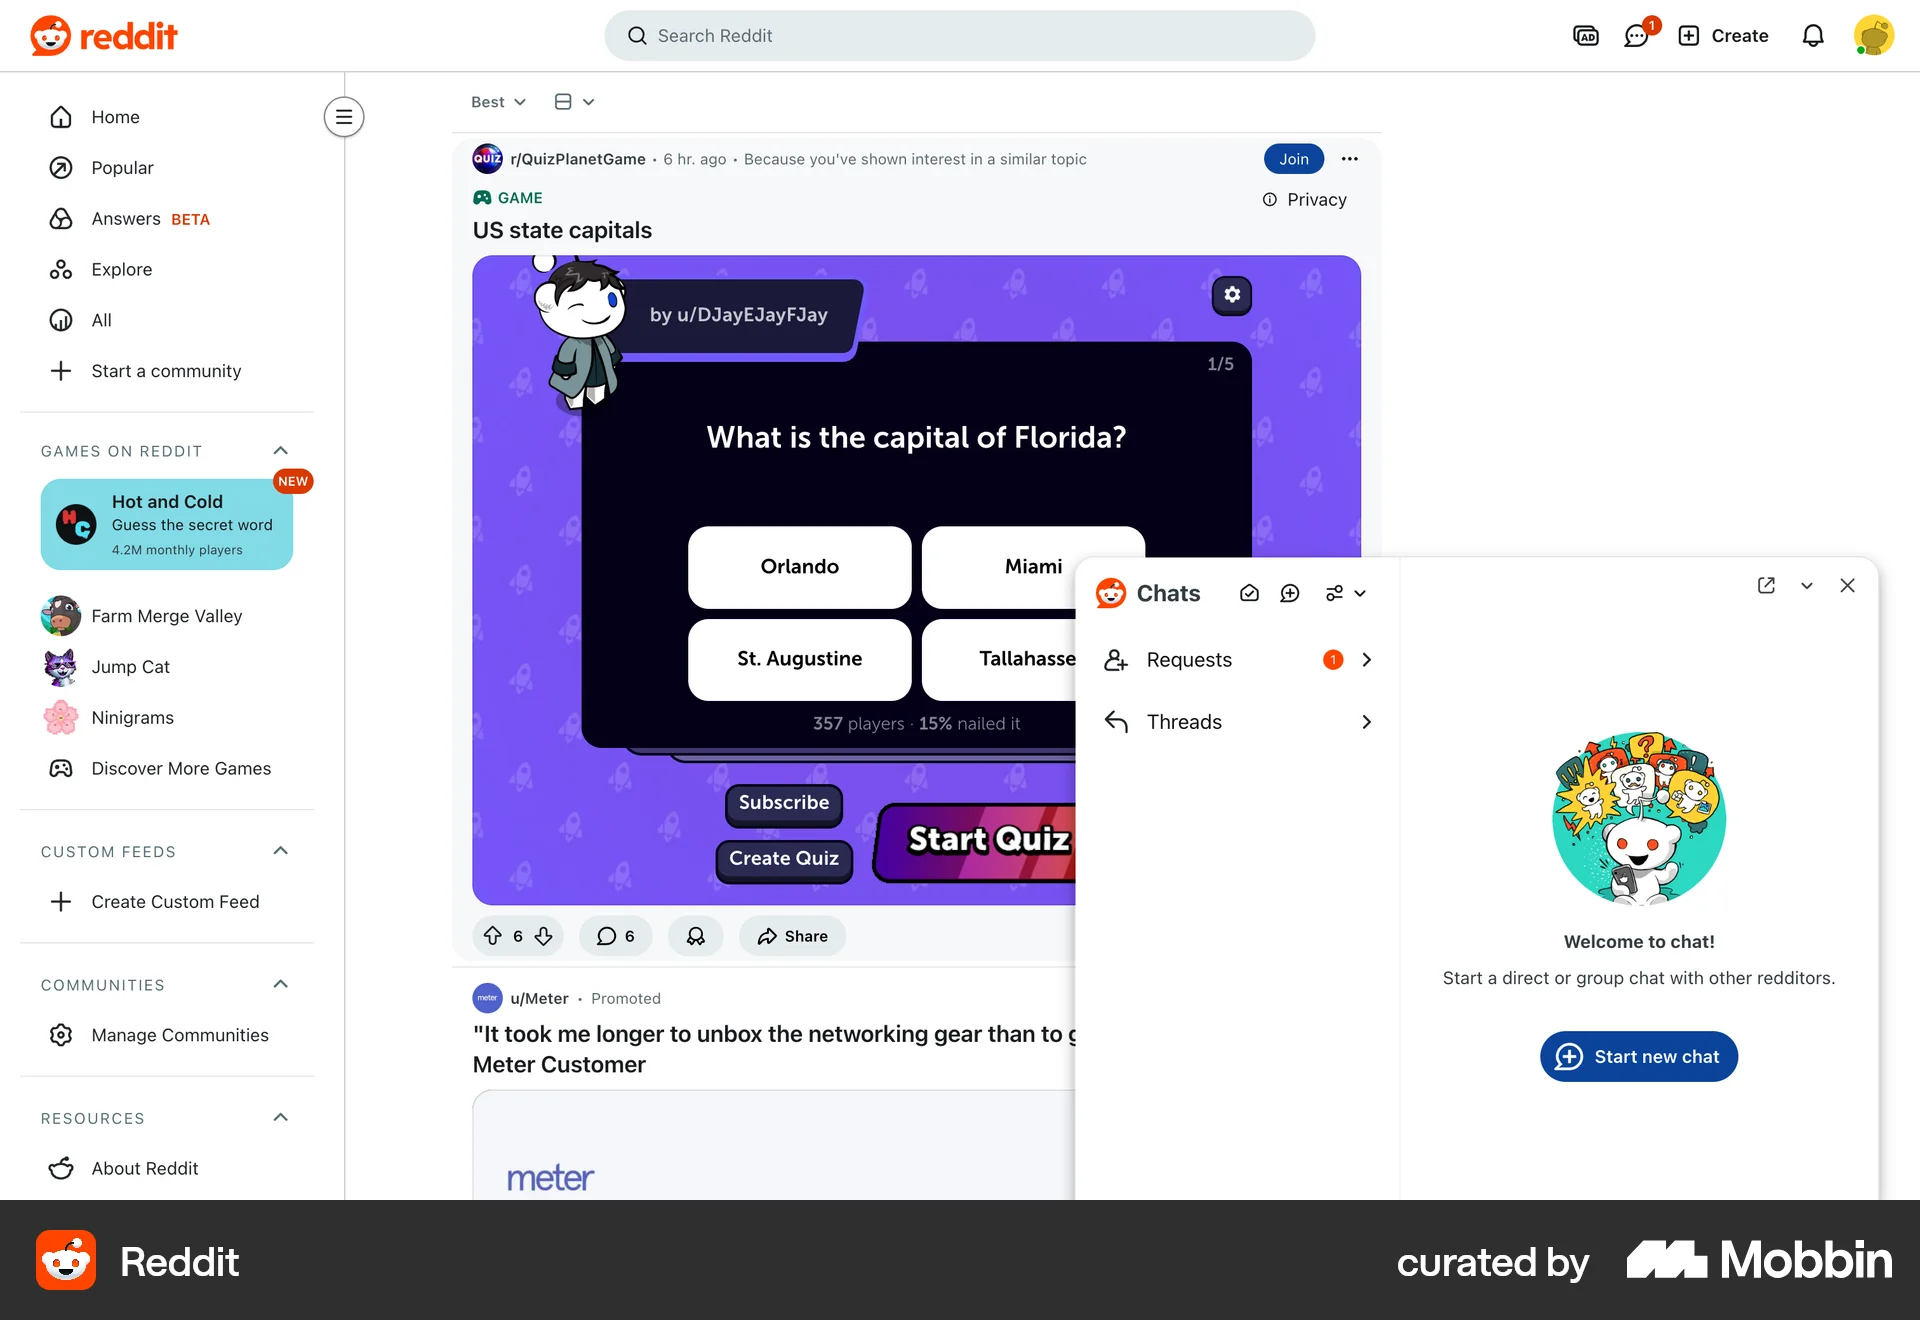 reddit
Search Reddit
AD
1
Create
Home
Popular
Answers BETA
Explore
All
Start a community
GAMES ON REDDIT
NEW
Hot and Cold
Guess the secret word
4.2M monthly players
Farm Merge Valley
Jump Cat
Ninigrams
Discover More Games
CUSTOM FEEDS
Create Custom Feed
COMMUNITIES
Manage Communities
RESOURCES
About Reddit
Best
QUIZ
r/QuizPlanetGame • 6 hr. ago • Because you've shown interest in a similar topic
Join
GAME
Privacy
US state capitals
by u/DJayEJayFJay
1/5
What is the capital of Florida?
Orlando
Miami
St. Augustine
Tallahasse
357 players · 15% nailed it
Subscribe
Create Quiz
Start Quiz
6
6
Share
meter
u/Meter • Promoted
"It took me longer to unbox the networking gear than to g
Meter Customer
meter
Chats
Requests
1
Threads
Welcome to chat!
Start a direct or group chat with other redditors.
Start new chat
Reddit
curated by
Mobbin